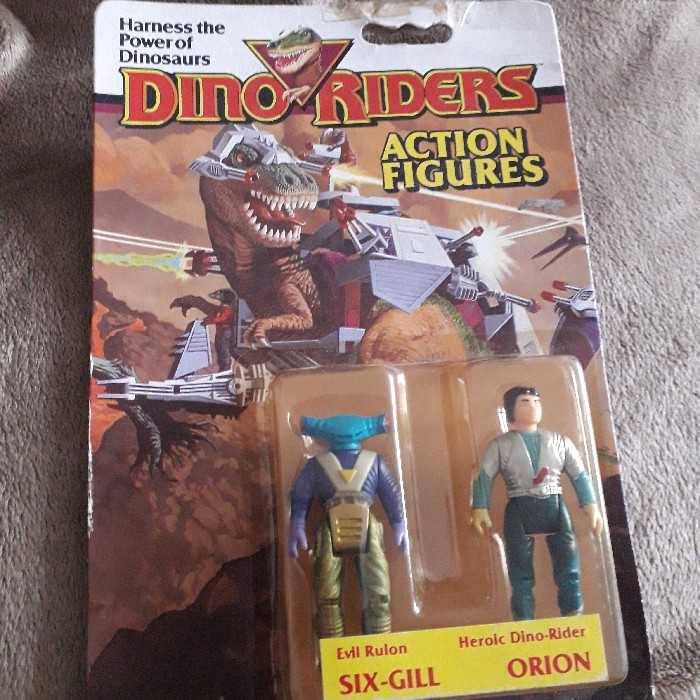 Harness the
Power of
Dinosaurs
DINO RIDERS
ACTION
FIGURES
Evil Rulon
SIX-GILL
Heroic Dino-Rider
ORION